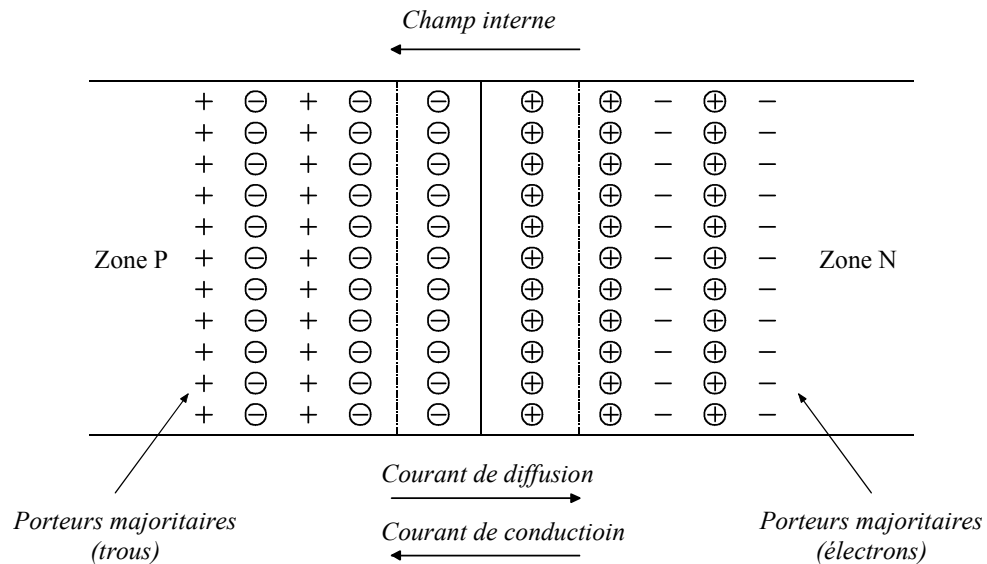 Champ interne
Zone P
Zone N
Courant de diffusion
Courant de conductioin
Porteurs majoritaires
(trous)
Porteurs majoritaires
(électrons)